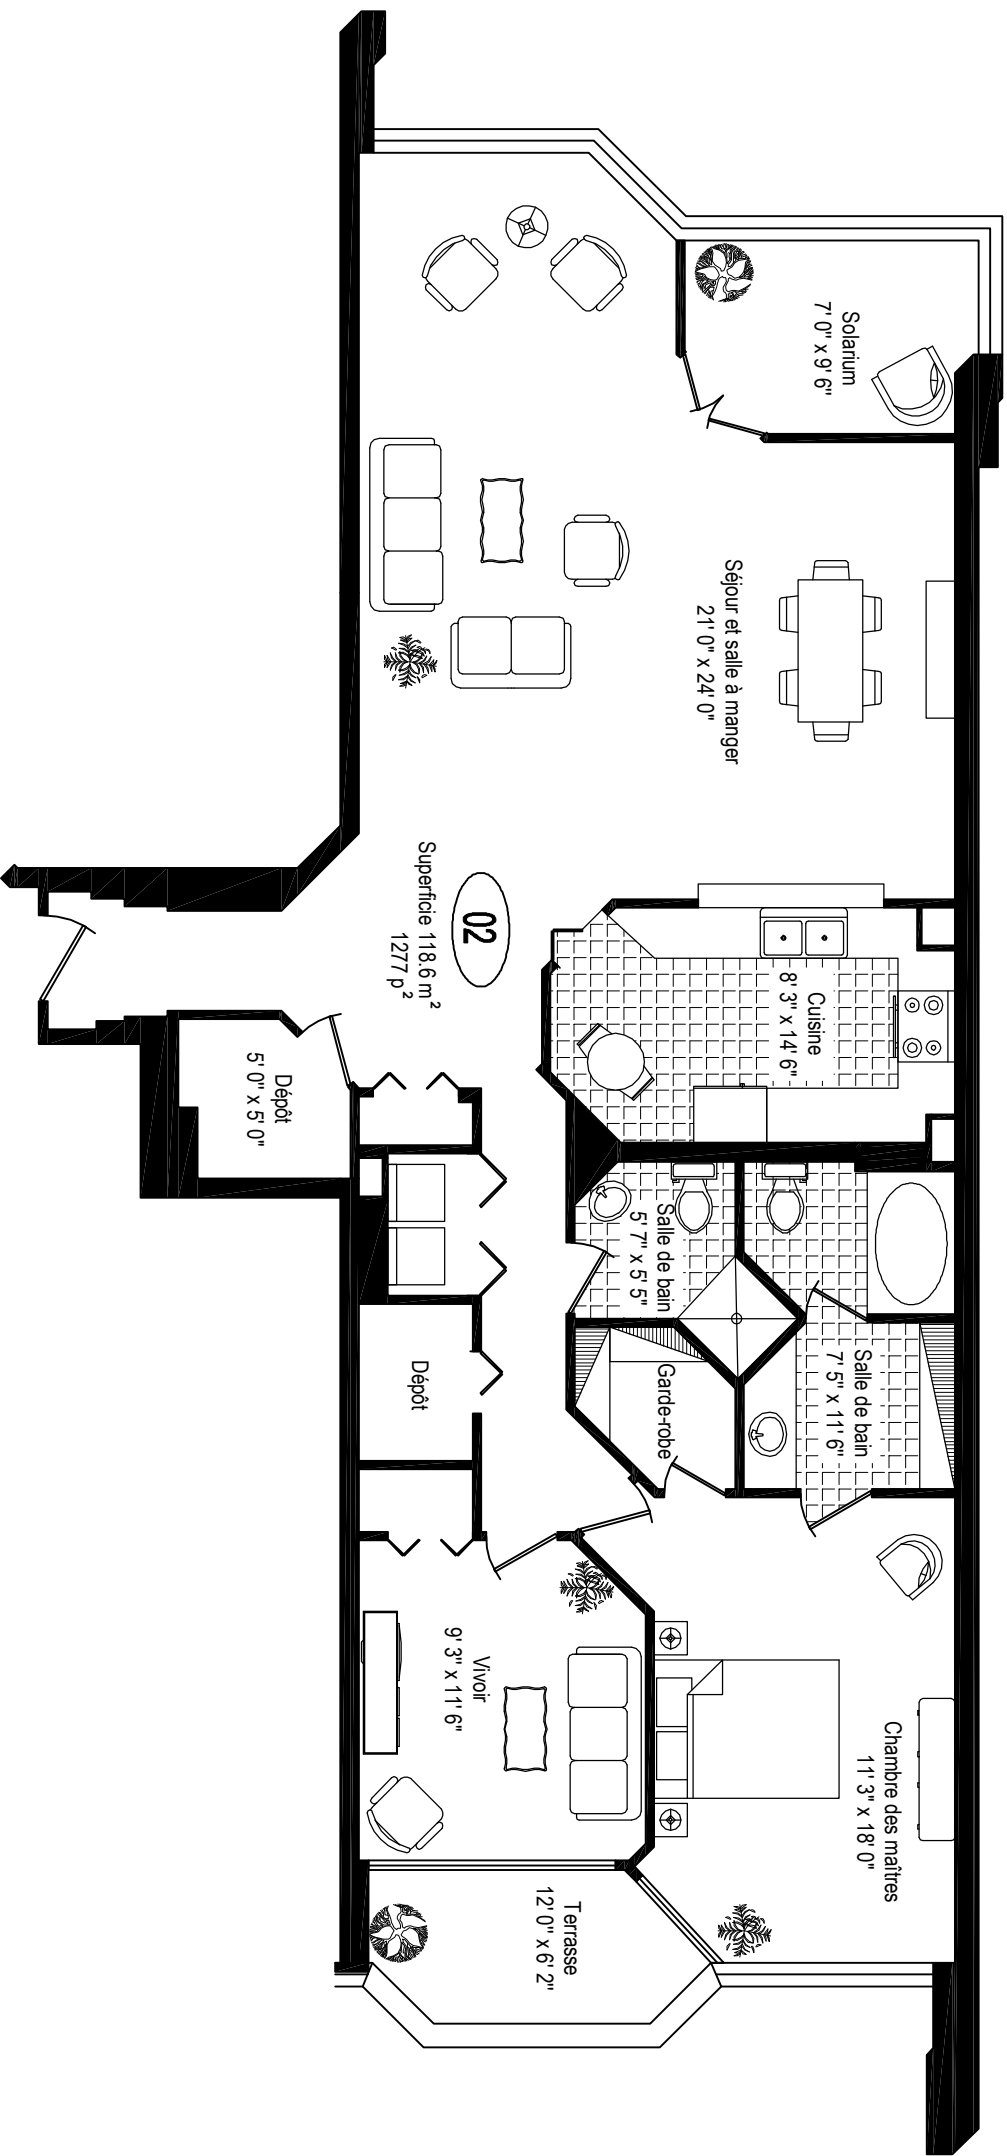 Solarium
7' 0" x 9' 6"
Séjour et salle à manger
21' 0" x 24' 0"
02
Superficie 118.6 m²
1277 p²
Cuisine
8' 3" x 14' 6"
Dépôt
5' 0" x 5' 0"
Salle de bain
5' 7" x 5' 5"
Salle de bain
7' 5" x 11' 6"
Garde-robe
Dépôt
Vivoir
9' 3" x 11' 6"
Chambre des maîtres
11' 3" x 18' 0"
Terrasse
12' 0" x 6' 2"